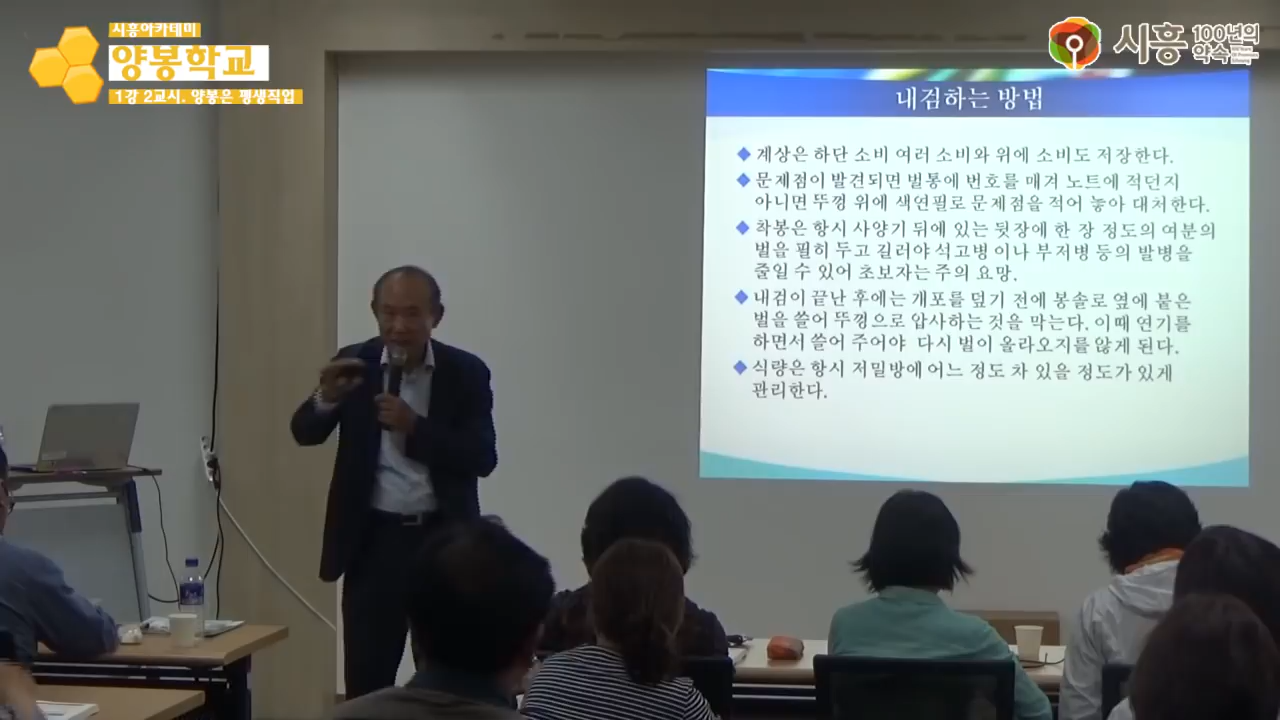 시흥아카데미
양봉학교
1강 2교시. 양봉은 평생직업
시흥 100년의 약속
내검하는 방법
계상은 하단 소비 여러 소비와 위에 소비도 저장한다.
문제점이 발견되면 벌통에 번호를 매겨 노트에 적던지
아니면 뚜껑 위에 색연필로 문제점을 적어 놓아 대처한다.
착봉은 항시 사양기 뒤에 있는 뒷장에 한 장 정도의 여분의
벌을 필히 두고 길러야 석고병 이나 부저병 등의 발병을
줄일 수 있어 초보자는 주의 요망.
내검이 끝난 후에는 개포를 덮기 전에 봉솔로 옆에 붙은
벌을 쓸어 뚜껑으로 압사하는 것을 막는다. 이때 연기를
하면서 쓸어 주어야 다시 벌이 올라오지를 않게 된다.
식량은 항시 저밀방에 어느 정도 차 있을 정도가 있게
관리한다.